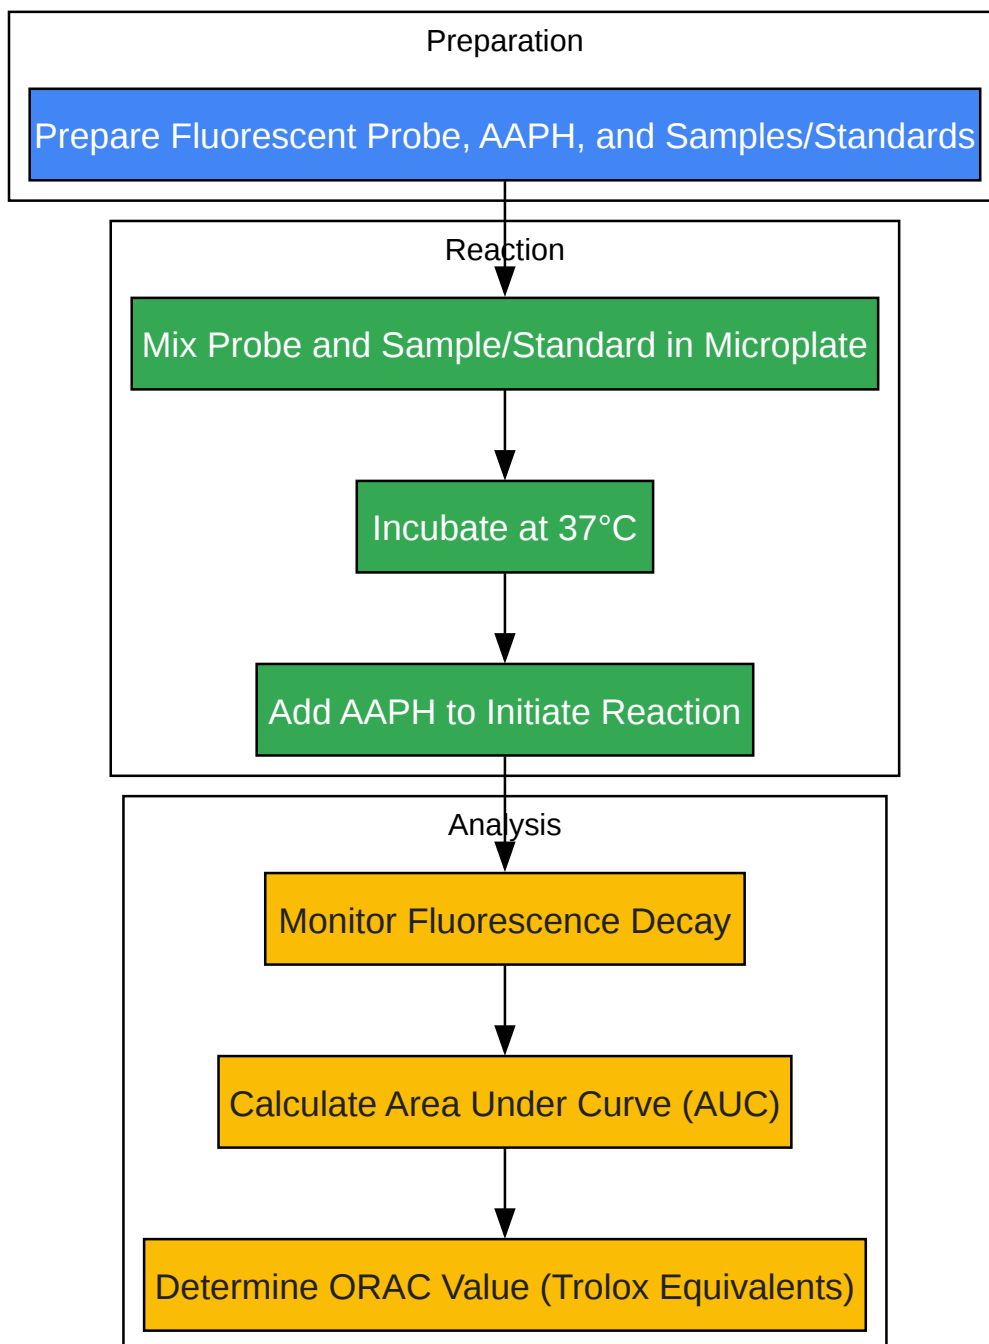 Preparation
Prepare Fluorescent Probe, AAPH, and Samples/Standards
Reaction
Mix Probe and Sample/Standard in Microplate
Incubate at 37°C
Add AAPH to Initiate Reaction
Analysis
Monitor Fluorescence Decay
Calculate Area Under Curve (AUC)
Determine ORAC Value (Trolox Equivalents)